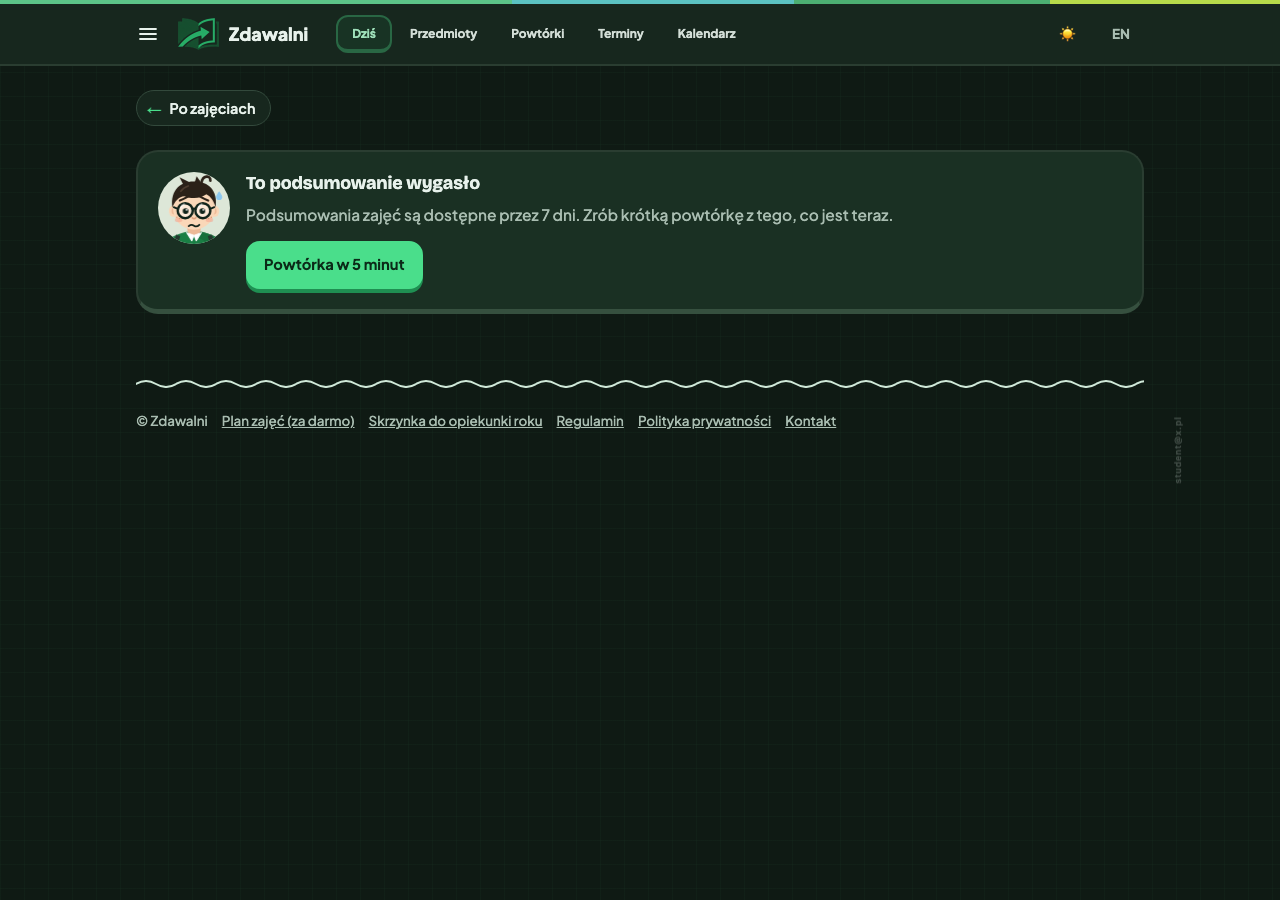 Zdawalni
Dziś
Przedmioty
Powtórki
Terminy
Kalendarz
EN
← Po zajęciach
To podsumowanie wygasło
Podsumowania zajęć są dostępne przez 7 dni. Zrób krótką powtórkę z tego, co jest teraz.
Powtórka w 5 minut
© Zdawalni Plan zajęć (za darmo) Skrzynka do opiekunki roku Regulamin Polityka prywatności Kontakt
student@x.pl